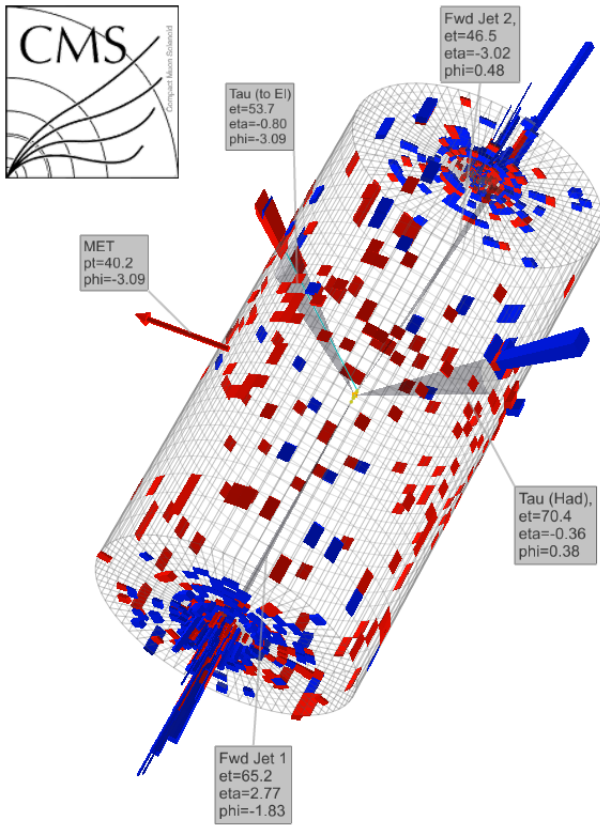 CMS
Compact Muon Solenoid
Fwd Jet 2,
et=46.5
eta=-3.02
phi=0.48
Tau (to El)
et=53.7
eta=-0.80
phi=-3.09
MET
pt=40.2
phi=-3.09
Tau (Had),
et=70.4
eta=-0.36
phi=0.38
Fwd Jet 1
et=65.2
eta=2.77
phi=-1.83